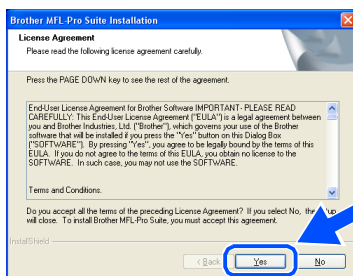 Brother MFL-Pro Suite Installation
License Agreement
Please read the following license agreement carefully.
Press the PAGE DOWN key to see the rest of the agreement.
End-User License Agreement for Brother Software IMPORTANT- PLEASE READ
CAREFULLY: This End-User License Agreement ("EULA") is a legal agreement between
you and Brother Industries, Ltd. ("Brother"), which governs your use of the Brother
software that will be installed if you press the "Yes" button on this Dialog Box
("SOFTWARE"). By pressing "Yes", you agree to be legally bound by the terms of this
EULA. If you do not agree to the terms of this EULA, you obtain no license to the
SOFTWARE. In such case, you may not use the SOFTWARE.
Terms and Conditions.
Do you accept all the terms of the preceding License Agreement? If you select No, the
will close. To install Brother MFL-Pro Suite, you must accept this agreement.
InstallShield
< Back
Yes
No